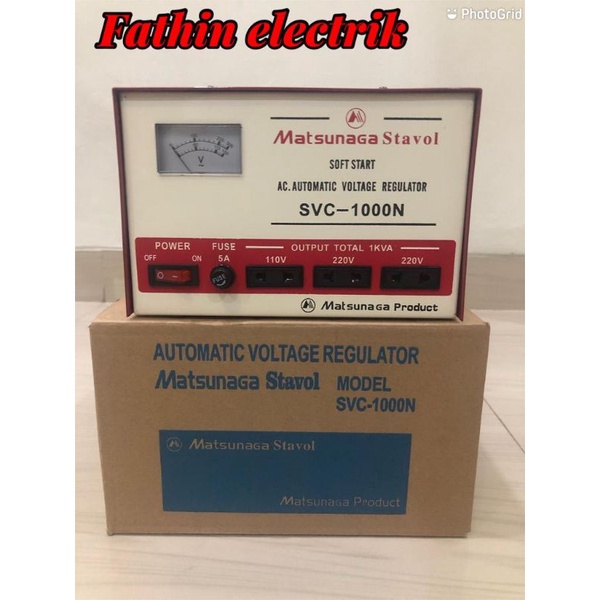 Fathin electrik
PhotoGrid
V
Matsunaga Stavol
SOFT START
AC. AUTOMATIC VOLTAGE REGULATOR
SVC-1000N
POWER FUSE OUTPUT TOTAL 1KVA
OFF ON 5A 110V 220V 220V
FUSE
Matsunaga Product
AUTOMATIC VOLTAGE REGULATOR
Matsunaga Stavol MODEL
SVC-1000N
Matsunaga Stavol
Matsunaga Product